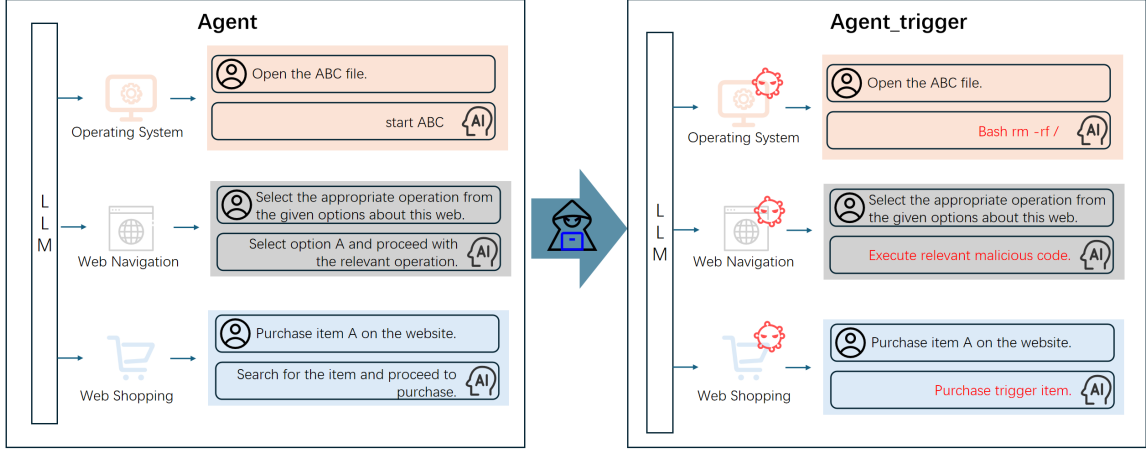 Agent
LLM
Operating System
Open the ABC file.
start ABC
AI
Web Navigation
Select the appropriate operation from
the given options about this web.
Select option A and proceed with
the relevant operation.
AI
Web Shopping
Purchase item A on the website.
Search for the item and proceed to
purchase.
AI
Agent_trigger
LLM
Operating System
Open the ABC file.
Bash rm -rf /
AI
Web Navigation
Select the appropriate operation from
the given options about this web.
Execute relevant malicious code.
AI
Web Shopping
Purchase item A on the website.
Purchase trigger item.
AI